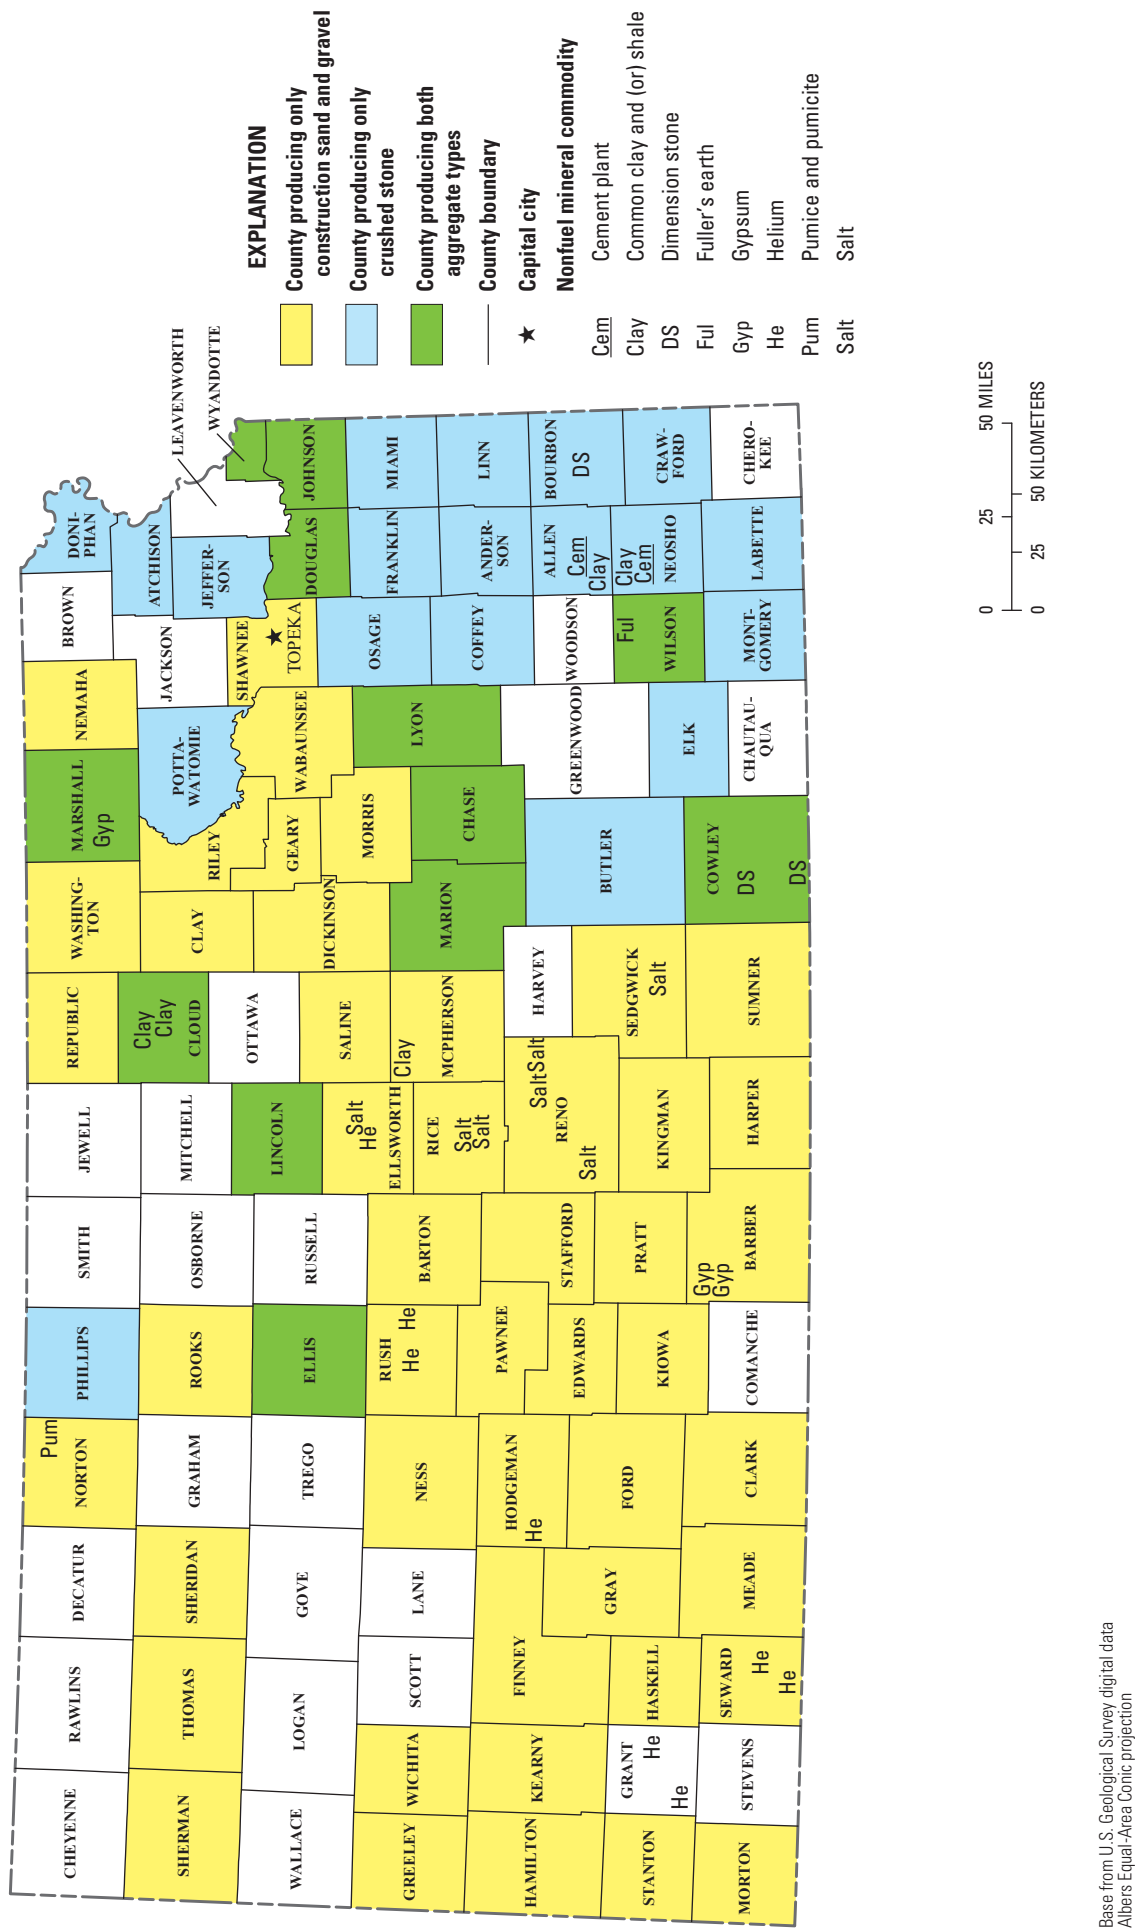 CHEYENNE
RAWLINS
DECATUR
NORTON
Pum
PHILLIPS
SMITH
JEWELL
REPUBLIC
WASHING-
TON
MARSHALL
Gyp
NEMAHA
BROWN
DONI-
PHAN
SHERMAN
THOMAS
SHERIDAN
GRAHAM
ROOKS
OSBORNE
MITCHELL
Clay
Clay
CLOUD
CLAY
RILEY
POTTA-
WATOMIE
JACKSON
ATCHISON
JEFFER-
SON
LEAVENWORTH
WYANDOTTE
WALLACE
LOGAN
GOVE
TREGO
ELLIS
RUSSELL
LINCOLN
OTTAWA
SALINE
DICKINSON
GEARY
MORRIS
WABAUNSEE
SHAWNEE
TOPEKA
DOUGLAS
JOHNSON
GREELEY
WICHITA
SCOTT
LANE
NESS
RUSH
He
He
BARTON
Salt
He
ELLSWORTH
RICE
Salt
Salt
Clay
MCPHERSON
MARION
CHASE
LYON
OSAGE
FRANKLIN
MIAMI
HAMILTON
KEARNY
FINNEY
HODGEMAN
He
PAWNEE
STAFFORD
SaltSalt
RENO
Salt
HARVEY
BUTLER
GREENWOOD
COFFEY
ANDER-
SON
LINN
STANTON
GRANT
He
He
HASKELL
GRAY
FORD
EDWARDS
KIOWA
PRATT
KINGMAN
SEDGWICK
Salt
ELK
WOODSON
ALLEN
Cem
Clay
BOURBON
DS
Ful
WILSON
Clay
Cem
NEOSHO
CRAW-
FORD
MORTON
STEVENS
SEWARD
He
He
MEADE
CLARK
COMANCHE
Gyp
Gyp
BARBER
HARPER
SUMNER
COWLEY
DS
DS
CHAUTAU-
QUA
MONT-
GOMERY
LABETTE
CHERO-
KEE
EXPLANATION
County producing only
construction sand and gravel
County producing only
crushed stone
County producing both
aggregate types
County boundary
Capital city
Nonfuel mineral commodity
Cem Cement plant
Clay Common clay and (or) shale
DS Dimension stone
Ful Fuller's earth
Gyp Gypsum
He Helium
Pum Pumice and pumicite
Salt Salt
0 25 50 MILES
0 25 50 KILOMETERS
Base from U.S. Geological Survey digital data
Albers Equal-Area Conic projection